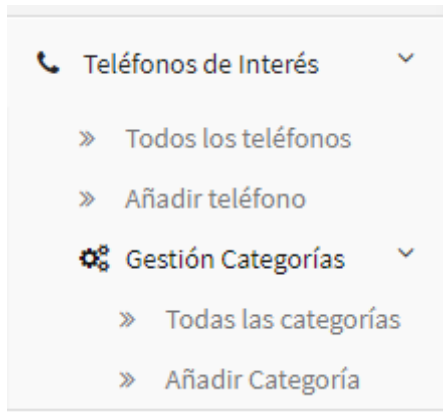 Teléfonos de Interés
Todos los teléfonos
Añadir teléfono
Gestión Categorías
Todas las categorías
Añadir Categoría